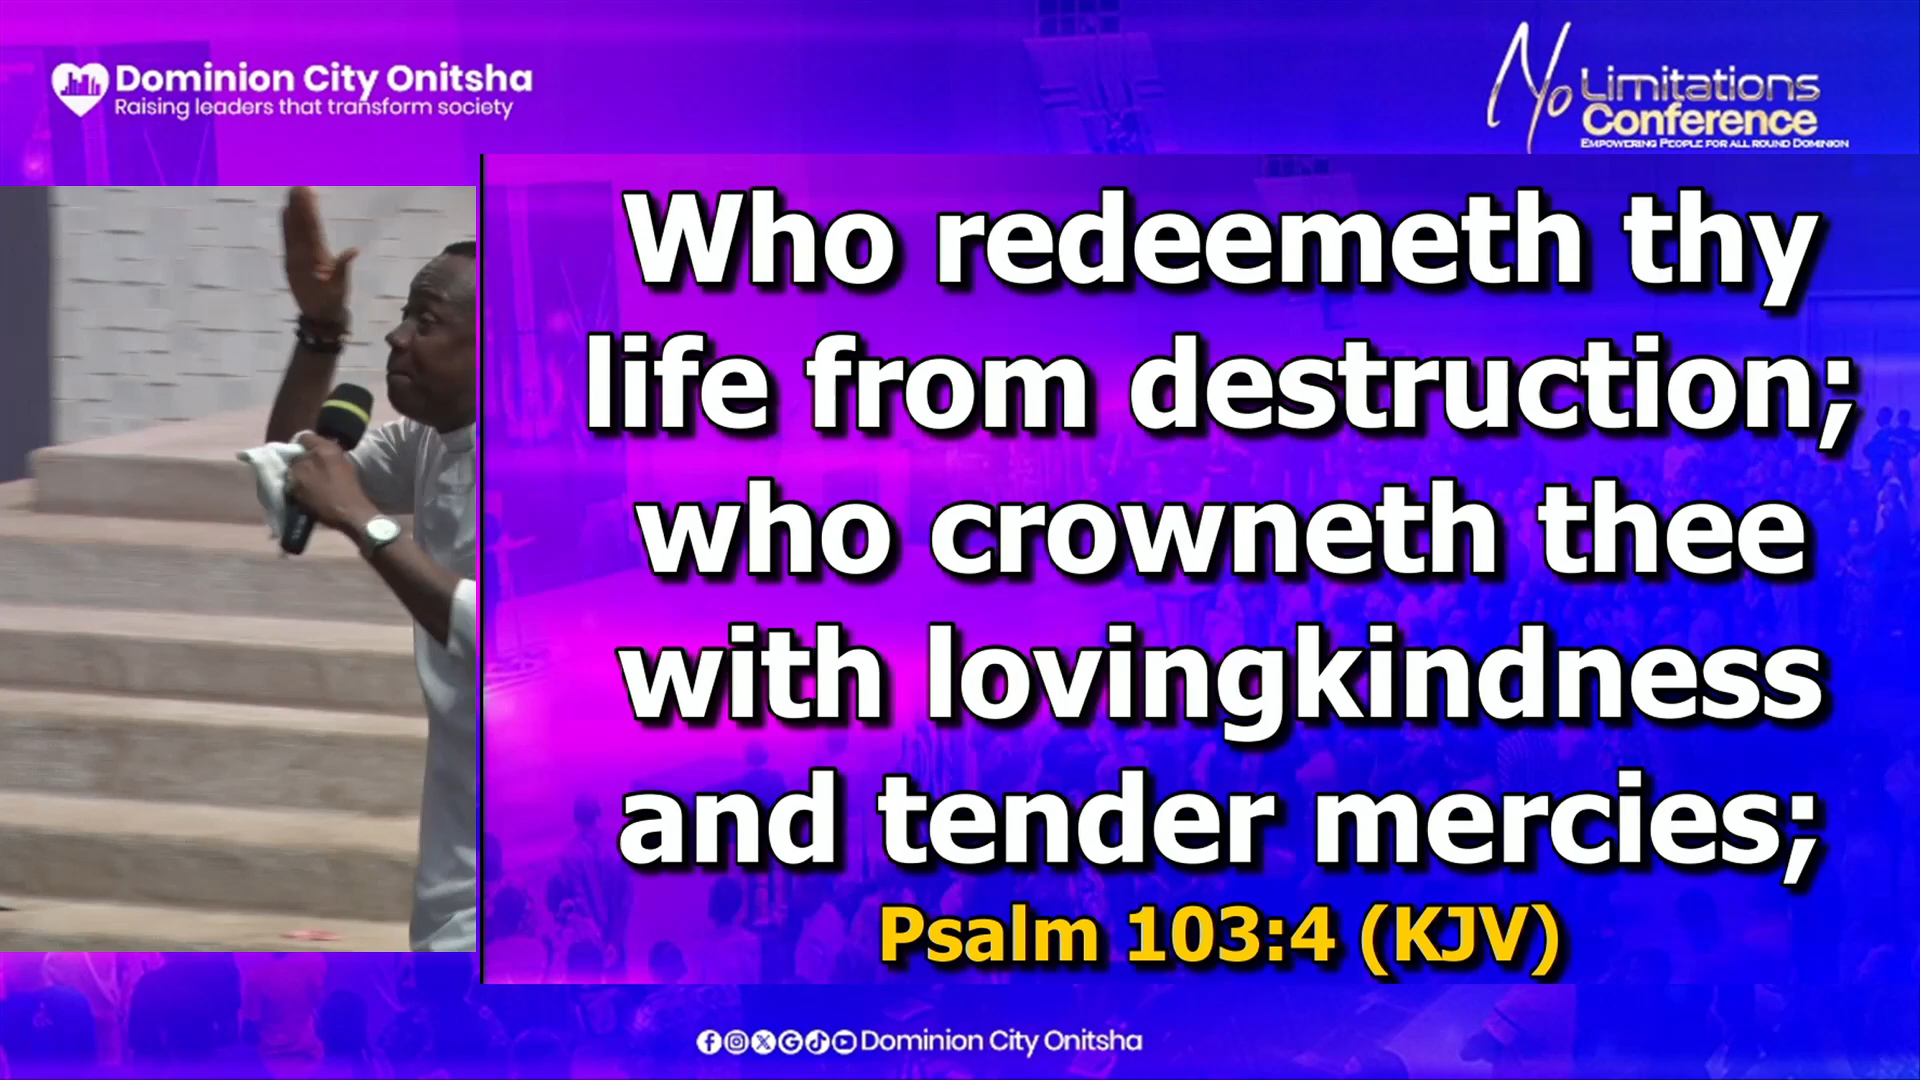 Dominion City Onitsha
Raising leaders that transform society
No Limitations
Conference
EMPOWERING PEOPLE FOR ALL ROUND DOMINION
Who redeemeth thy
life from destruction;
who crowneth thee
with lovingkindness
and tender mercies;
Psalm 103:4 (KJV)
Dominion City Onitsha